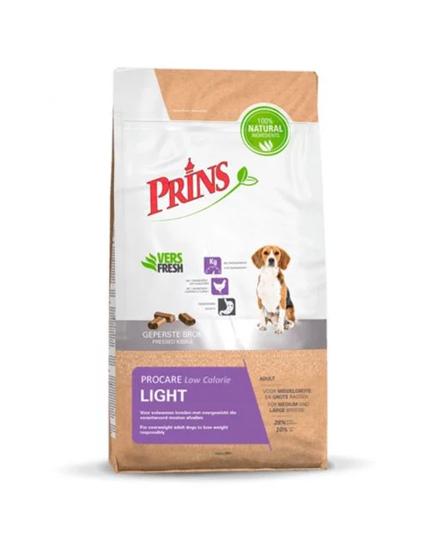 100%
NATURAL
INGREDIENTS
PRINS
VERS
FRESH
Kg
GEPERSTE BROK
PRESSED KIBBLE
PROCARE Low Calorie
LIGHT
Voor volwassen honden met overgewicht die
verantwoord moeten afvallen
For overweight adult dogs to lose weight
responsibly
ADULT
VOOR MIDDELGROTE
EN GROTE RASSEN
FOR MEDIUM AND
LARGE BREEDS